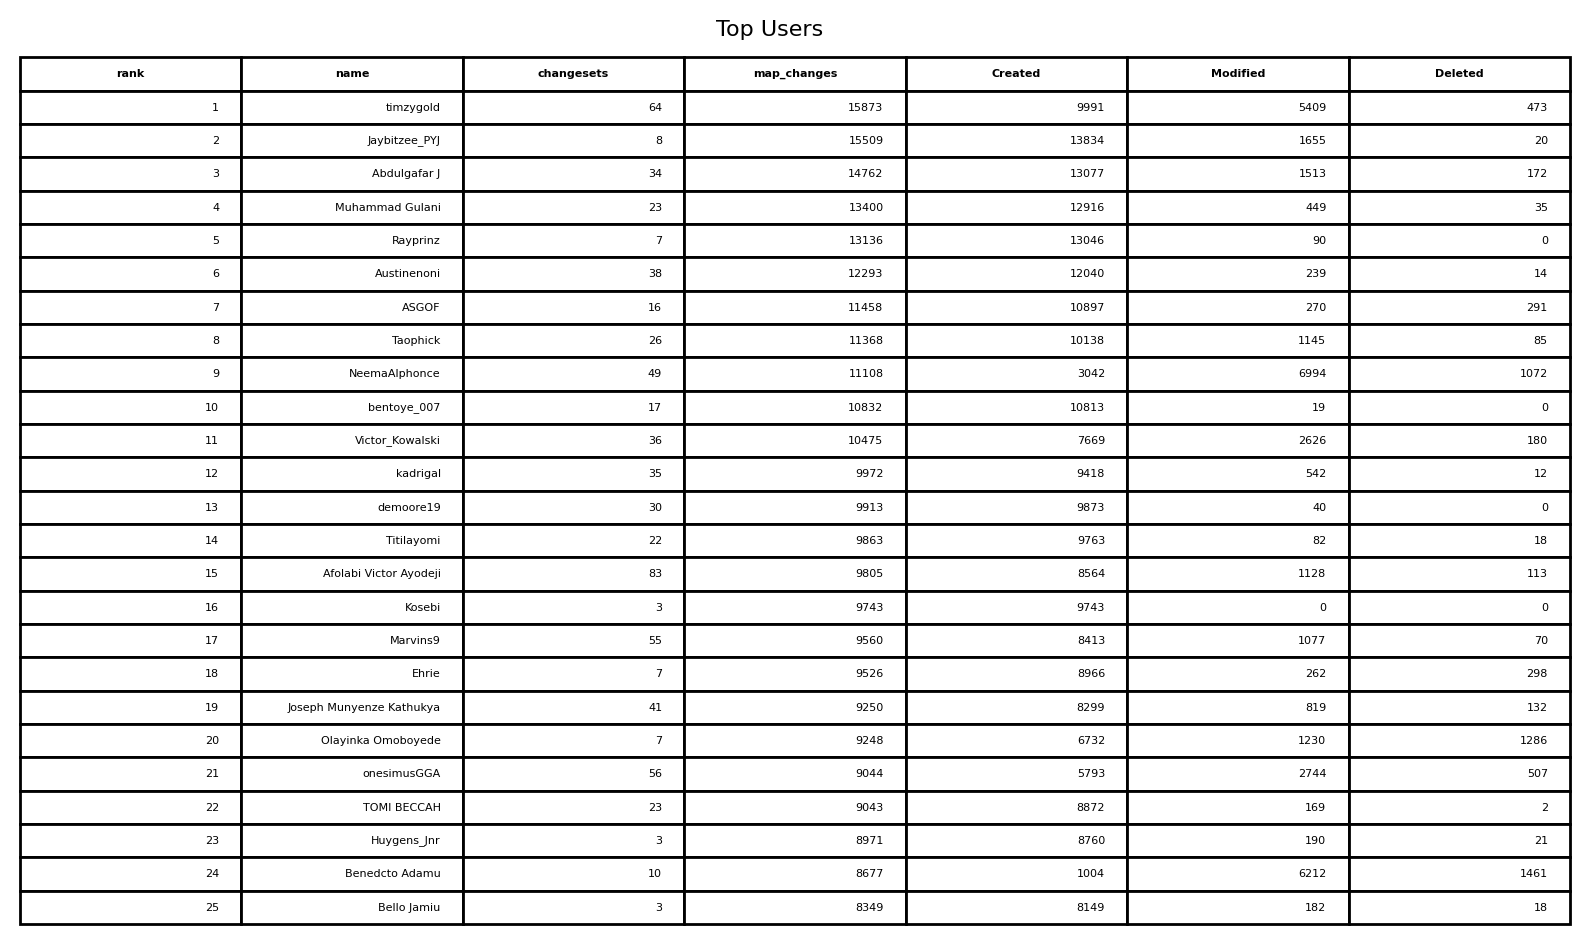 Top Users
rank name changesets map_changes Created Modified Deleted
1 timzygold 64 15873 9991 5409 473
2 Jaybitzee_PYJ 8 15509 13834 1655 20
3 Abdulgafar J 34 14762 13077 1513 172
4 Muhammad Gulani 23 13400 12916 449 35
5 Rayprinz 7 13136 13046 90 0
6 Austinenoni 38 12293 12040 239 14
7 ASGOF 16 11458 10897 270 291
8 Taophick 26 11368 10138 1145 85
9 NeemaAlphonce 49 11108 3042 6994 1072
10 bentoye_007 17 10832 10813 19 0
11 Victor_Kowalski 36 10475 7669 2626 180
12 kadrigal 35 9972 9418 542 12
13 demoore19 30 9913 9873 40 0
14 Titilayomi 22 9863 9763 82 18
15 Afolabi Victor Ayodeji 83 9805 8564 1128 113
16 Kosebi 3 9743 9743 0 0
17 Marvins9 55 9560 8413 1077 70
18 Ehrie 7 9526 8966 262 298
19 Joseph Munyenze Kathukya 41 9250 8299 819 132
20 Olayinka Omoboyede 7 9248 6732 1230 1286
21 onesimusGGA 56 9044 5793 2744 507
22 TOMI BECCAH 23 9043 8872 169 2
23 Huygens_Jnr 3 8971 8760 190 21
24 Benedcto Adamu 10 8677 1004 6212 1461
25 Bello Jamiu 3 8349 8149 182 18